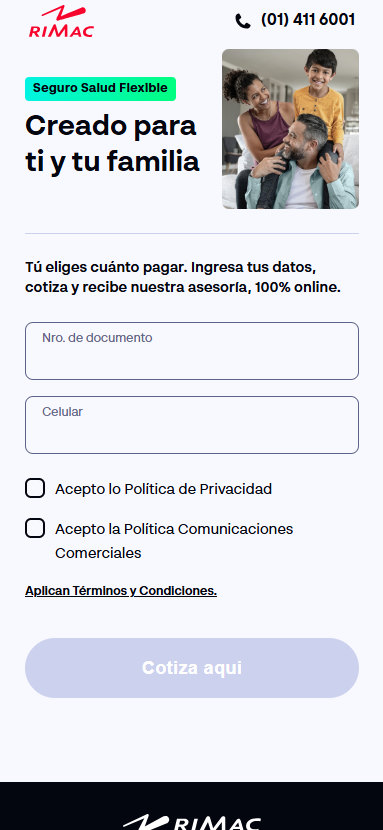 RIMAC
(01) 411 6001
Seguro Salud Flexible
Creado para
ti y tu familia
Tú eliges cuánto pagar. Ingresa tus datos,
cotiza y recibe nuestra asesoría, 100% online.
Nro. de documento
Celular
Acepto lo Política de Privacidad
Acepto la Política Comunicaciones
Comerciales
Aplican Términos y Condiciones.
Cotiza aqui
RIMAC